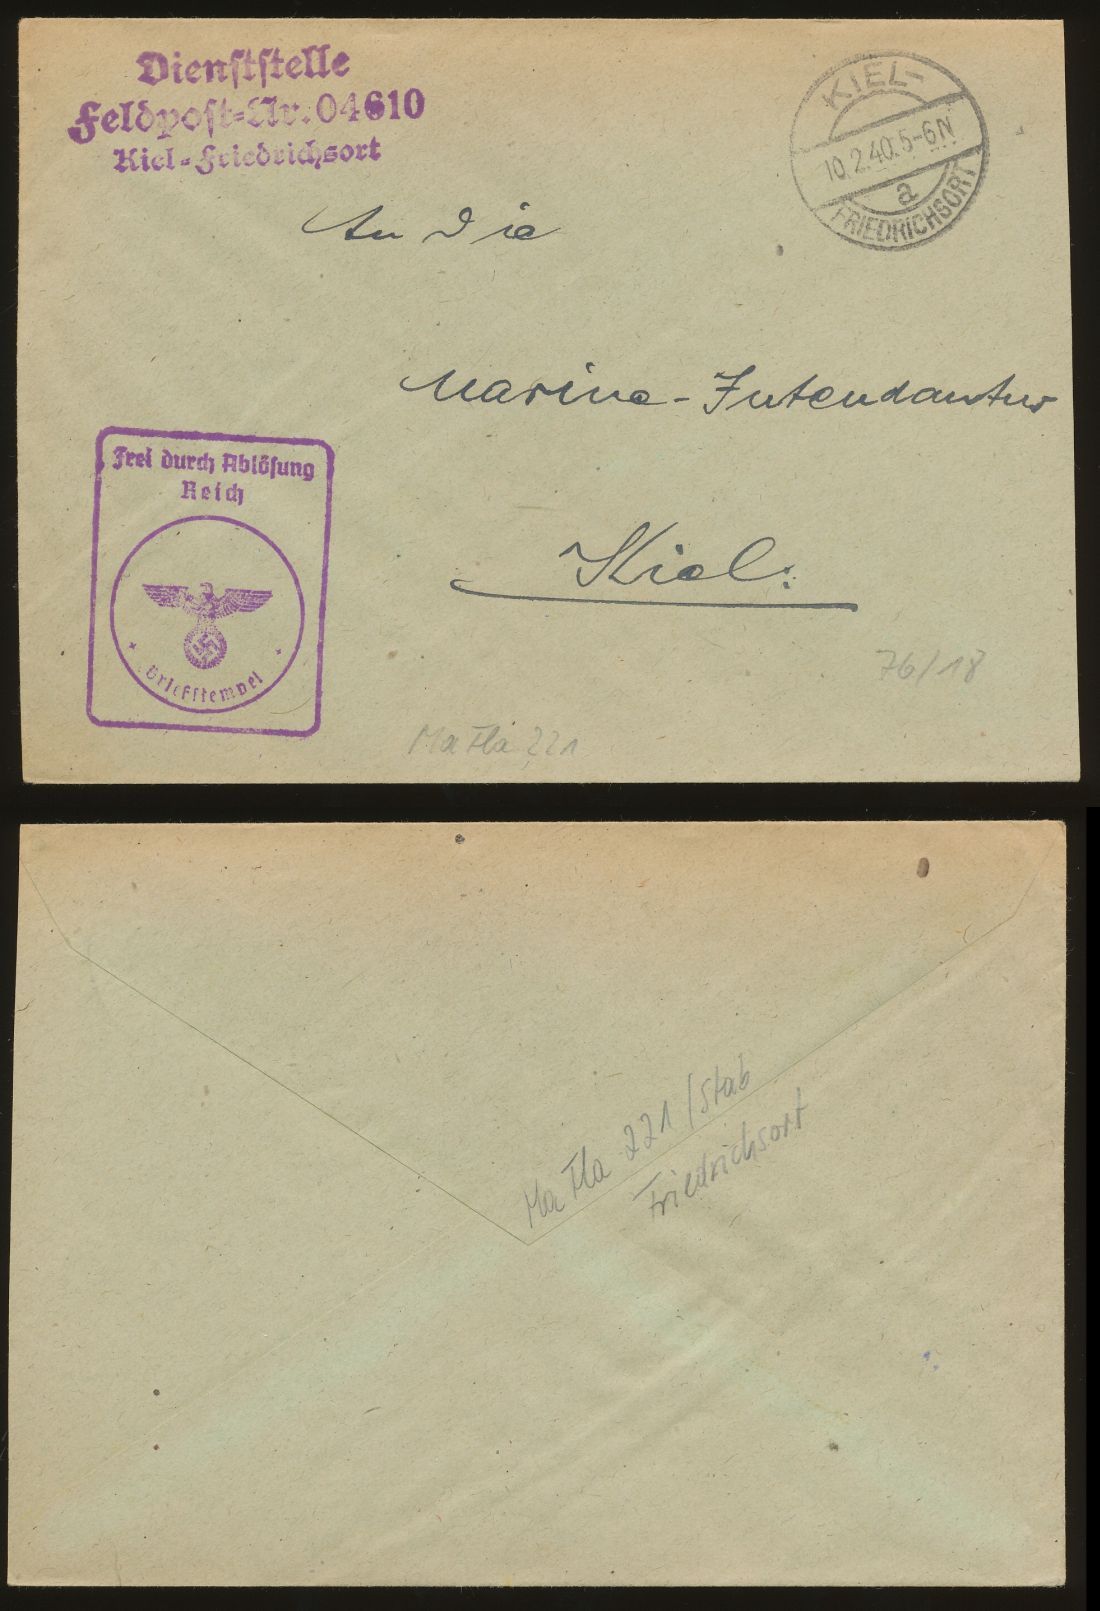 Dienststelle
Feldpost=Nr. 04610
Kiel=Friedrichsort
KIEL-
10.2.40.5-6N
a
FRIEDRICHSORT
An die
Marine-Intendantur
Kiel.
Frei durch Ablösung
Reich
Briefstempel
76/18
MaFla 221
MaFla 221/Stab
Friedrichsort